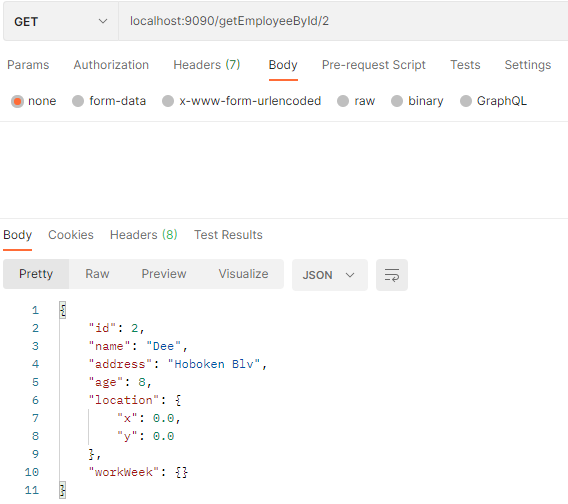 GET localhost:9090/getEmployeeById/2
Params Authorization Headers (7) Body Pre-request Script Tests Settings
none form-data x-www-form-urlencoded raw binary GraphQL
Body Cookies Headers (8) Test Results
Pretty Raw Preview Visualize JSON
1 {
2 "id": 2,
3 "name": "Dee",
4 "address": "Hoboken Blv",
5 "age": 8,
6 "location": {
7 "x": 0.0,
8 "y": 0.0
9 },
10 "workWeek": {}
11 }